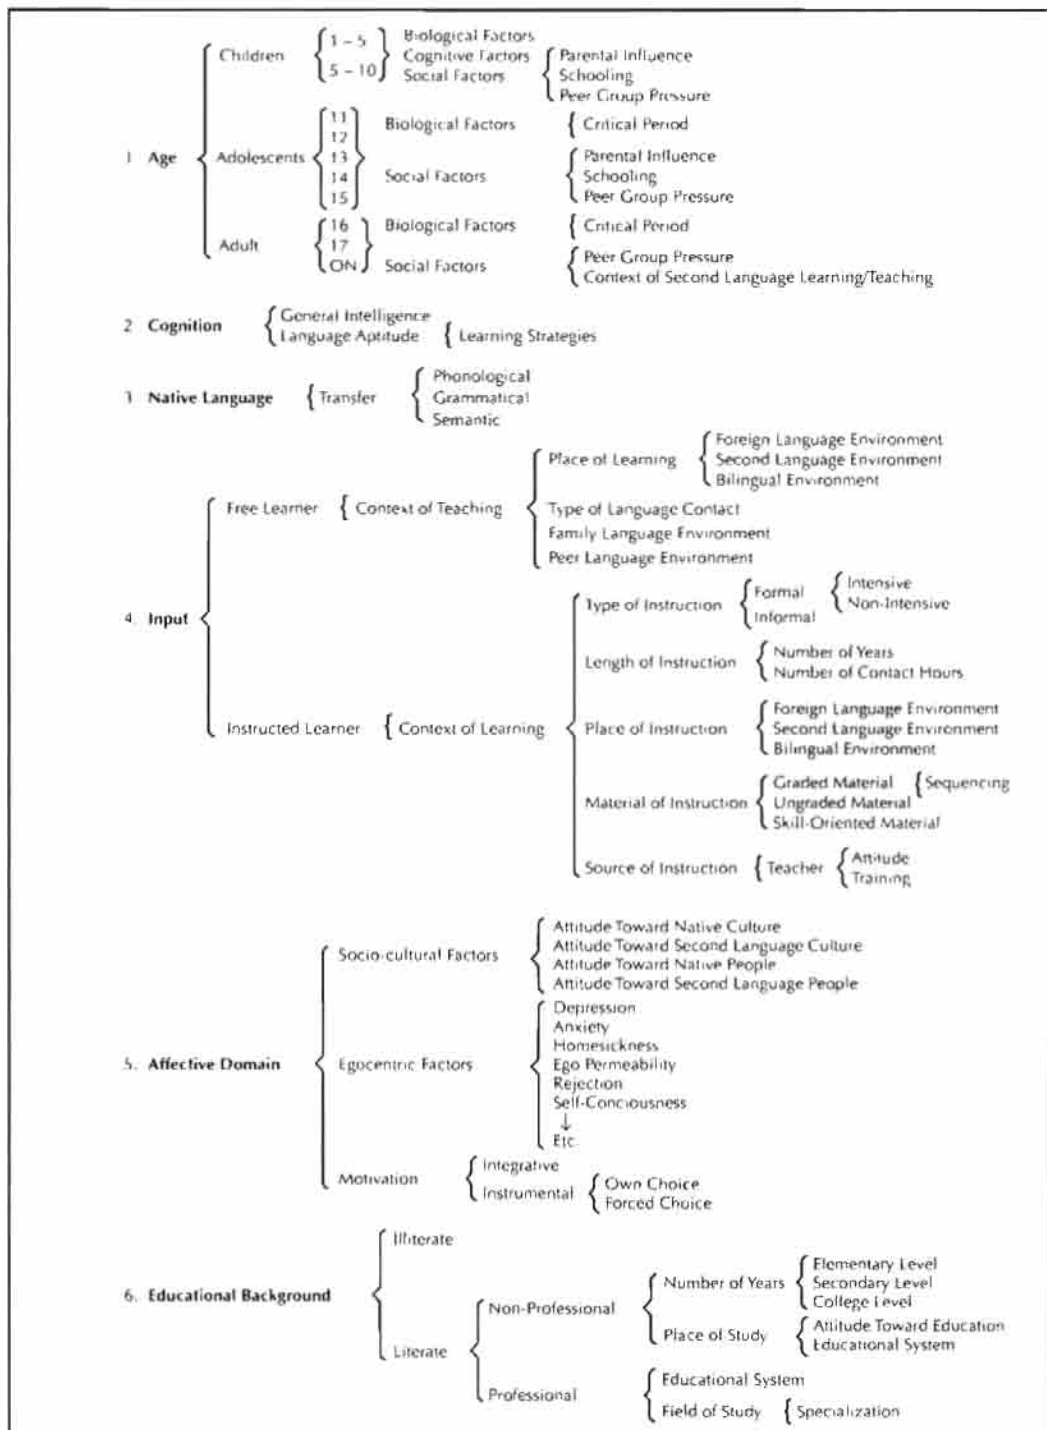 Children
1 – 5
5 – 10
Biological Factors
Cognitive Factors
Social Factors
Parental Influence
Schooling
Peer Group Pressure
1 Age
Adolescents
11
12
13
14
15
Biological Factors
Critical Period
Social Factors
Parental Influence
Schooling
Peer Group Pressure
Adult
16
17
ON
Biological Factors
Critical Period
Social Factors
Peer Group Pressure
Context of Second Language Learning/Teaching
2 Cognition
General Intelligence
Language Aptitude
Learning Strategies
3 Native Language
Transfer
Phonological
Grammatical
Semantic
4. Input
Free Learner
Context of Teaching
Place of Learning
Foreign Language Environment
Second Language Environment
Bilingual Environment
Type of Language Contact
Family Language Environment
Peer Language Environment
Instructed Learner
Context of Learning
Type of Instruction
Formal
Informal
Intensive
Non-Intensive
Length of Instruction
Number of Years
Number of Contact Hours
Place of Instruction
Foreign Language Environment
Second Language Environment
Bilingual Environment
Material of Instruction
Graded Material
Sequencing
Ungraded Material
Skill-Oriented Material
Source of Instruction
Teacher
Attitude
Training
5. Affective Domain
Socio-cultural Factors
Attitude Toward Native Culture
Attitude Toward Second Language Culture
Attitude Toward Native People
Attitude Toward Second Language People
Egocentric Factors
Depression
Anxiety
Homesickness
Ego Permeability
Rejection
Self-Conciousness
↓
Etc.
Motivation
Integrative
Instrumental
Own Choice
Forced Choice
6. Educational Background
Illiterate
Literate
Non-Professional
Number of Years
Elementary Level
Secondary Level
College Level
Place of Study
Attitude Toward Education
Educational System
Professional
Educational System
Field of Study
Specialization